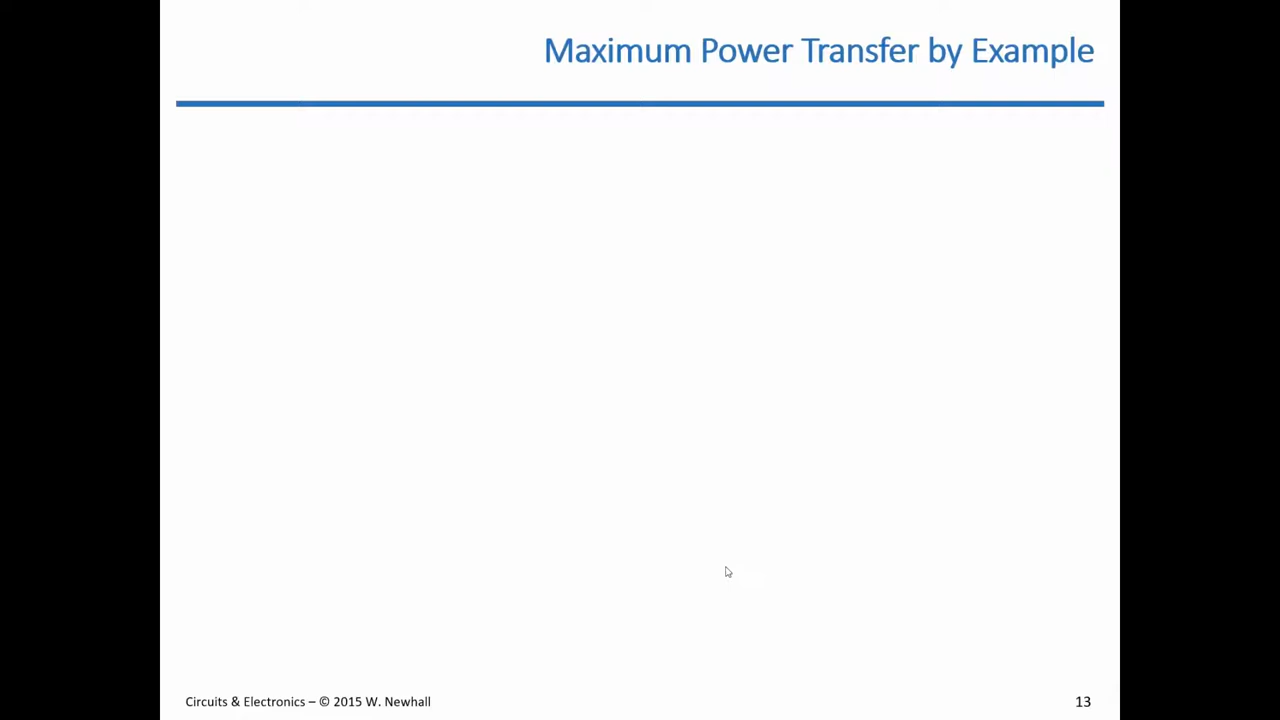 Maximum Power Transfer by Example
Circuits & Electronics – © 2015 W. Newhall
13